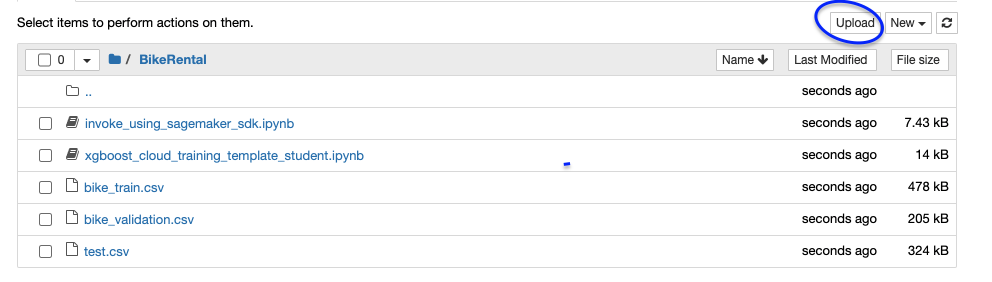 Select items to perform actions on them.
Upload New
0 / BikeRental Name Last Modified File size
.. seconds ago
invoke_using_sagemaker_sdk.ipynb seconds ago 7.43 kB
xgboost_cloud_training_template_student.ipynb seconds ago 14 kB
bike_train.csv seconds ago 478 kB
bike_validation.csv seconds ago 205 kB
test.csv seconds ago 324 kB